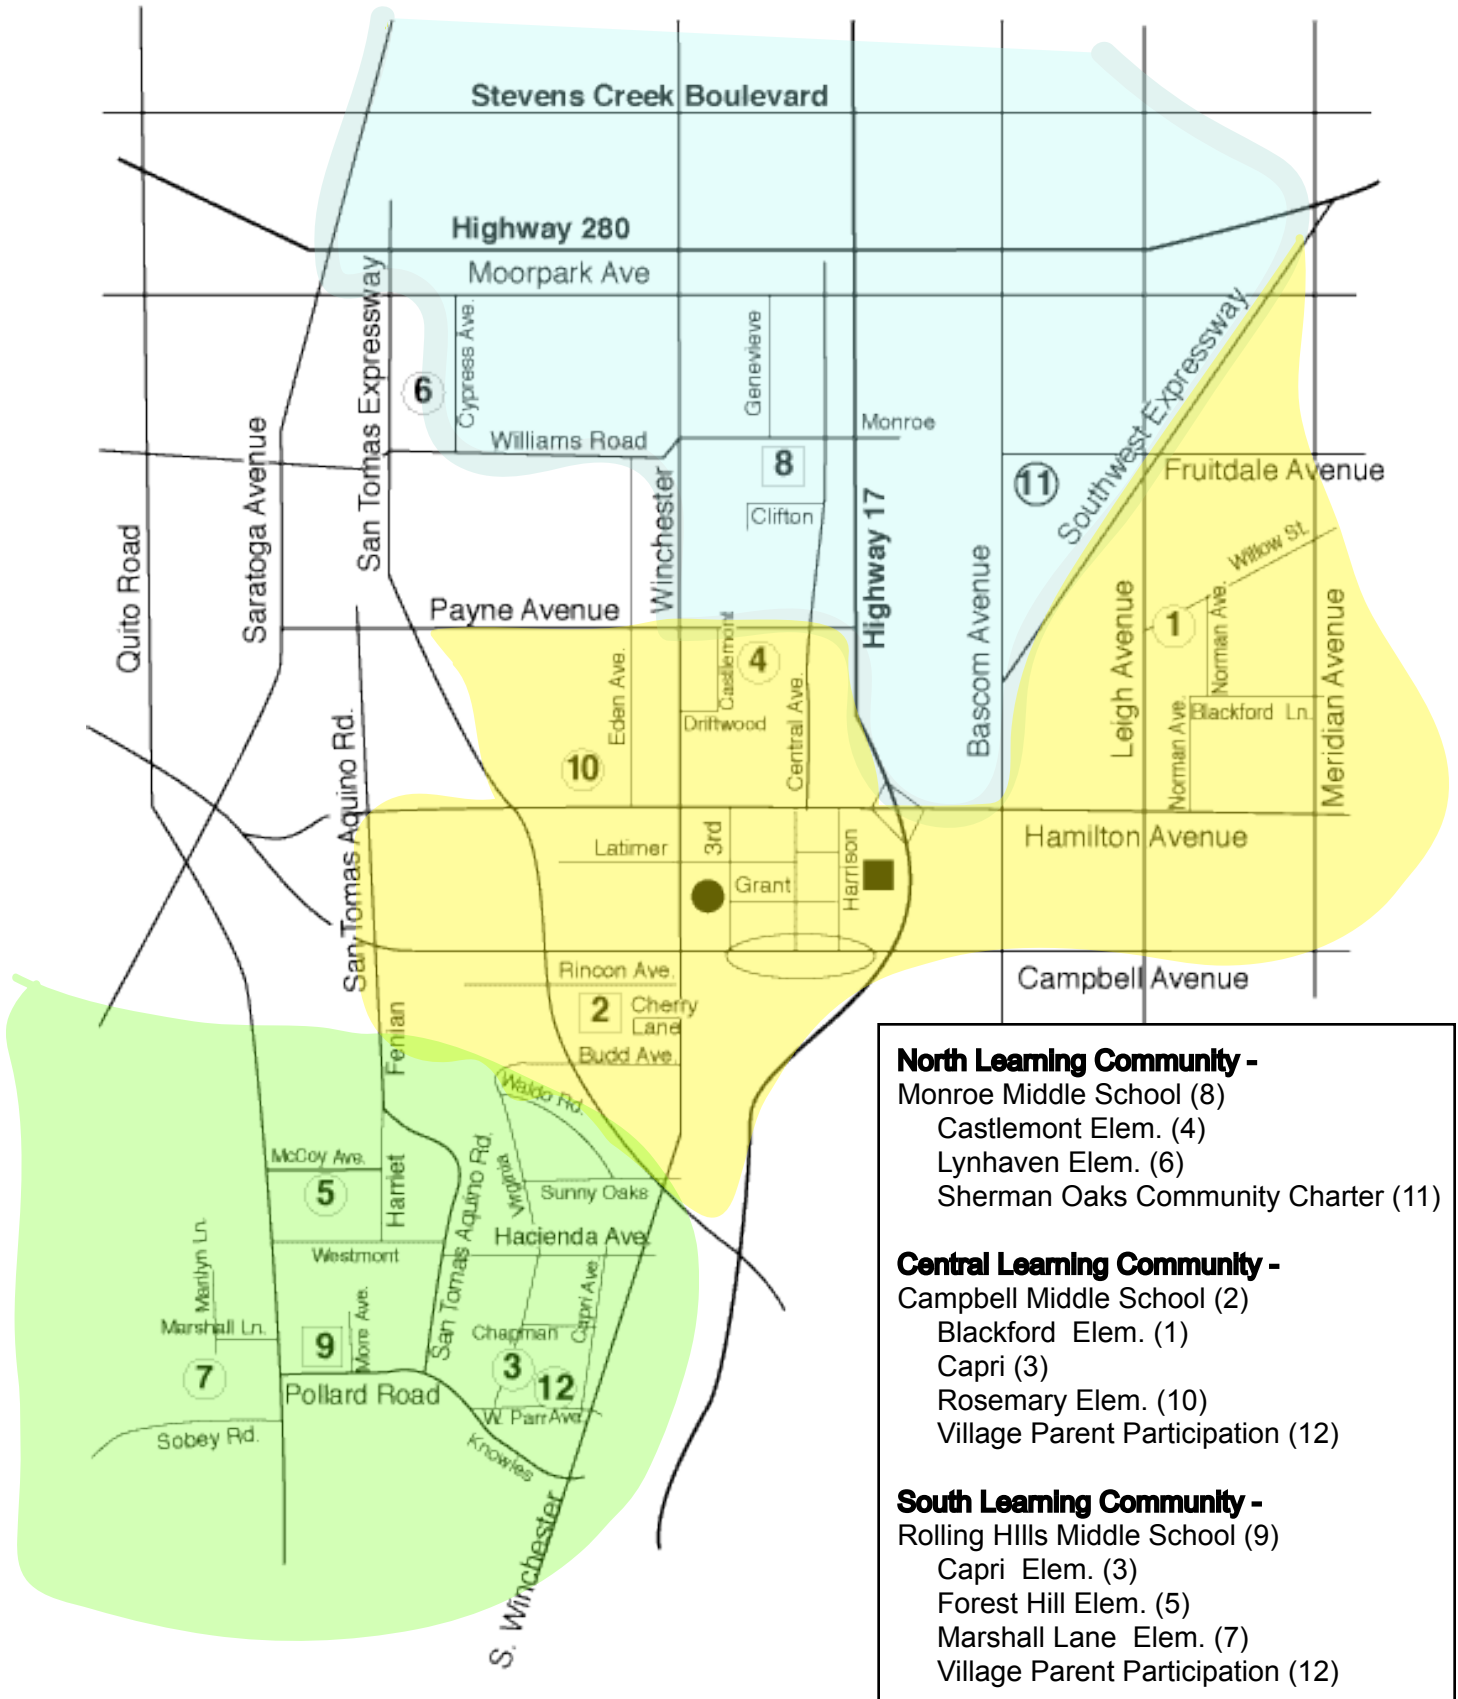 Stevens Creek Boulevard
Highway 280
Moorpark Ave
San Tomas Expressway
Cypress Ave.
Genevieve
6
Monroe
Williams Road
8
Clifton
Saratoga Avenue
Quito Road
Winchester
Highway 17
11
Southwest Expressway
Fruitdale Avenue
Willow St.
Bascom Avenue
Leigh Avenue
1
Norman Ave.
Meridian Avenue
Payne Avenue
Castlemont
4
Eden Ave.
Driftwood
Central Ave.
Blackford Ln.
Norman Ave.
10
San Tomas Aquino Rd.
Hamilton Avenue
Latimer
3rd
Grant
Harrison
Rincon Ave.
Campbell Avenue
2
Cherry
Lane
Budd Ave.
Fenian
Waldo Rd.
McCoy Ave.
5
Harriet
San Tomas Aquino Rd.
Virginia
Sunny Oaks
Hacienda Ave.
Westmont
Marilyn Ln.
Marshall Ln.
7
9
More Ave.
Chapman
Capri Ave.
3
12
Pollard Road
W. Parr Ave.
Sobey Rd.
Knowles
S. Winchester
North Learning Community -
Monroe Middle School (8)
Castlemont Elem. (4)
Lynhaven Elem. (6)
Sherman Oaks Community Charter (11)
Central Learning Community -
Campbell Middle School (2)
Blackford Elem. (1)
Capri (3)
Rosemary Elem. (10)
Village Parent Participation (12)
South Learning Community -
Rolling HIlls Middle School (9)
Capri Elem. (3)
Forest Hill Elem. (5)
Marshall Lane Elem. (7)
Village Parent Participation (12)